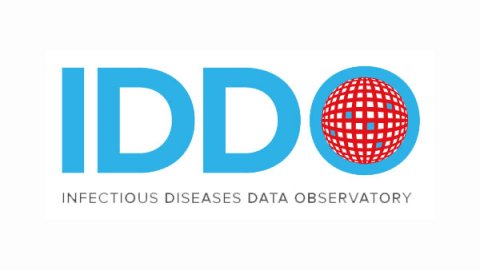 IDDO
INFECTIOUS DISEASES DATA OBSERVATORY